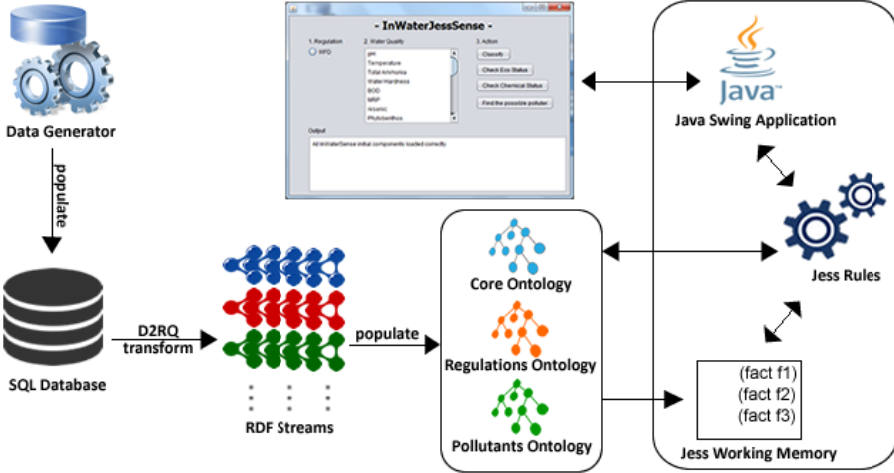 Data Generator
populate
SQL Database
D2RQ
transform
RDF Streams
populate
- InWaterJessSense -
1. Regulation
WFD
2. Water Quality
pH
Temperature
Total Ammonia
Water Hardness
BOD
MRP
Arsenic
Phytobenthos
3. Action
Classify
Check Eco Status
Check Chemical Status
Find the possible polluter
Output
All InWaterSense initial components loaded correctly
Core Ontology
Regulations Ontology
Pollutants Ontology
Java™
Java Swing Application
Jess Rules
(fact f1)
(fact f2)
(fact f3)
Jess Working Memory